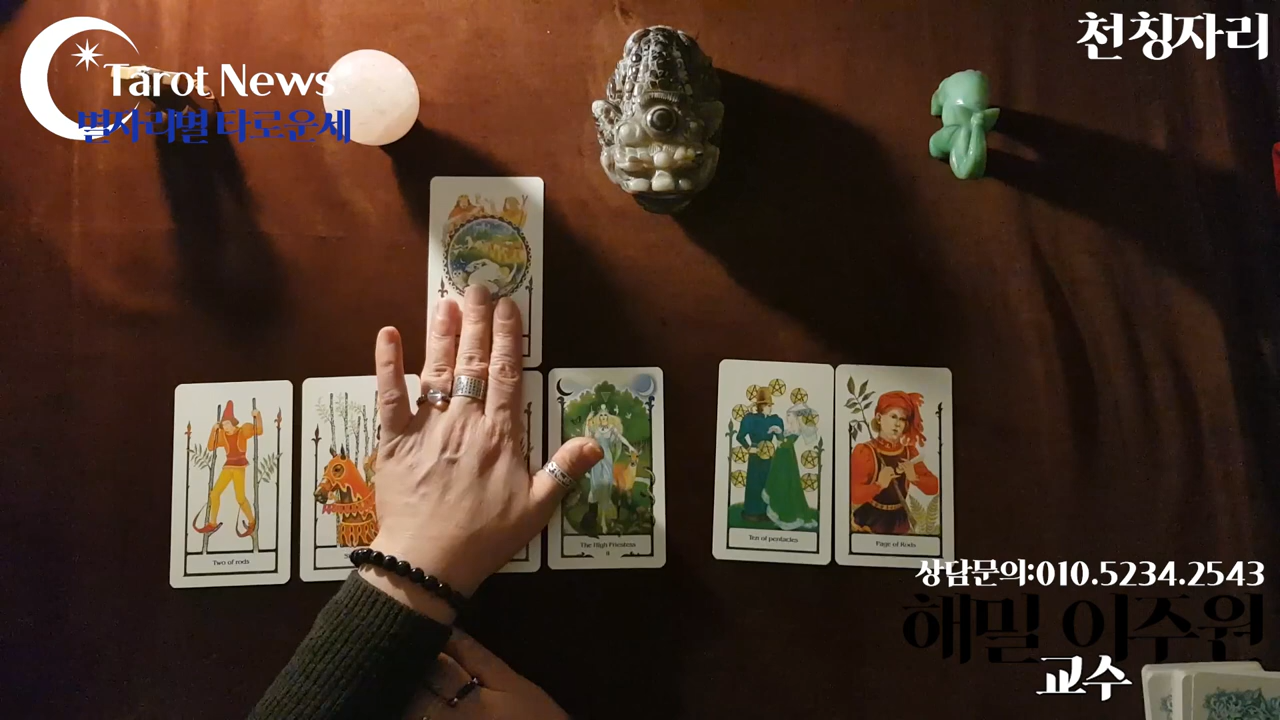 천칭자리
Tarot News
별자리별 타로운세
Two of rods
The High Priestess
II
Ten of pentacles
Page of Rods
상담문의:010.5234.2543
해밀 이주원
교수